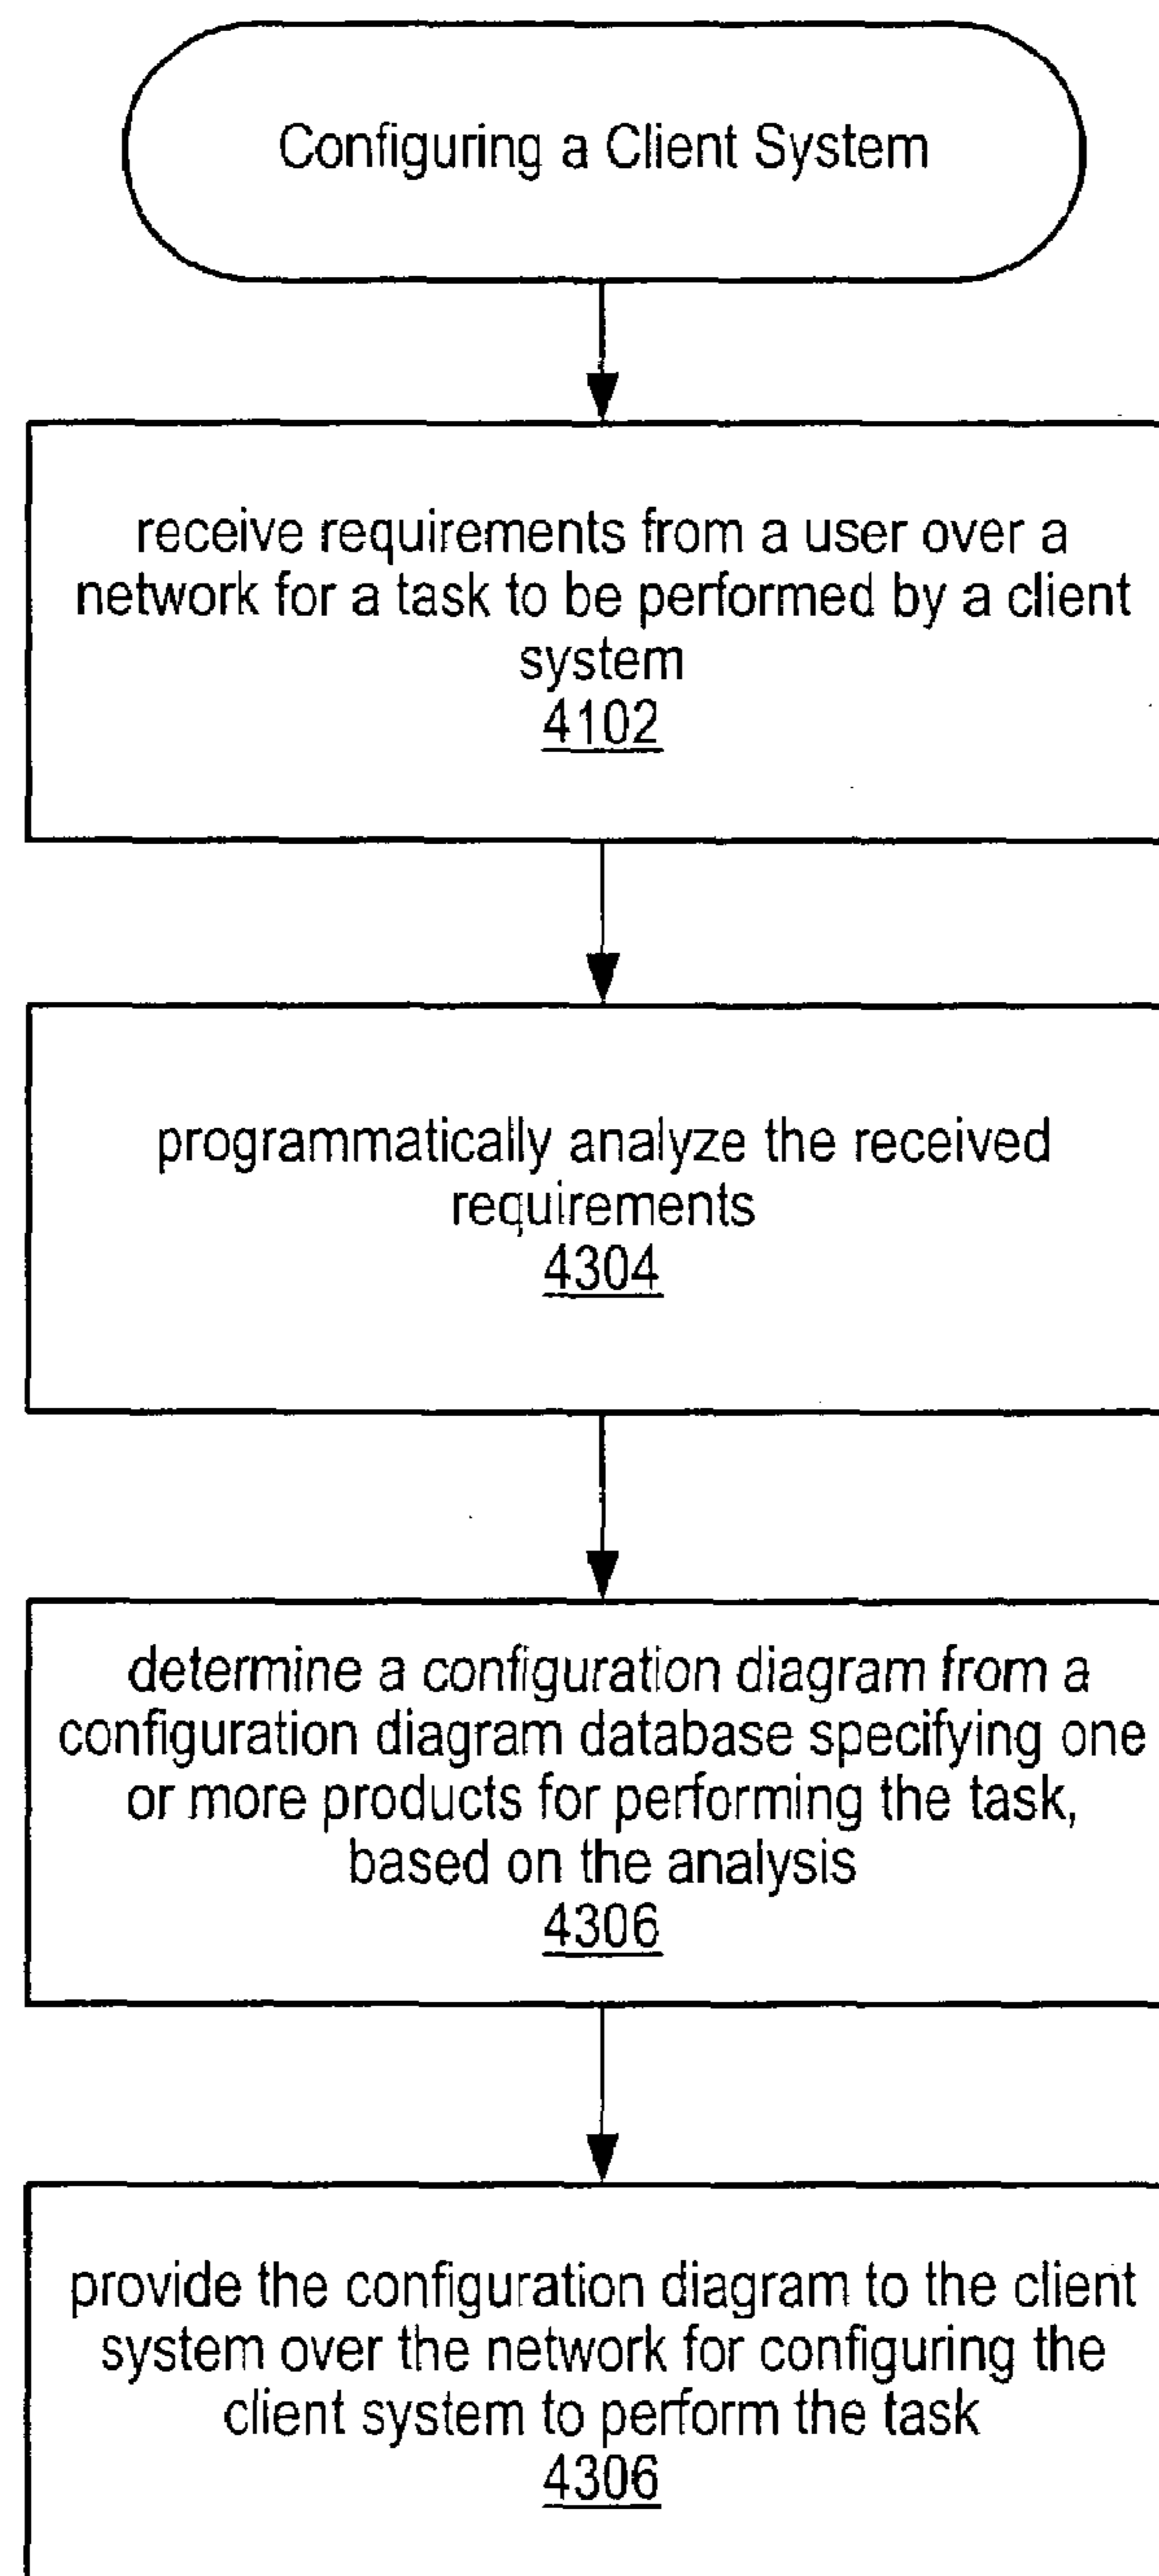 Configuring a Client System
receive requirements from a user over a
network for a task to be performed by a client
system
4102
programmatically analyze the received
requirements
4304
determine a configuration diagram from a
configuration diagram database specifying one
or more products for performing the task,
based on the analysis
4306
provide the configuration diagram to the client
system over the network for configuring the
client system to perform the task
4306